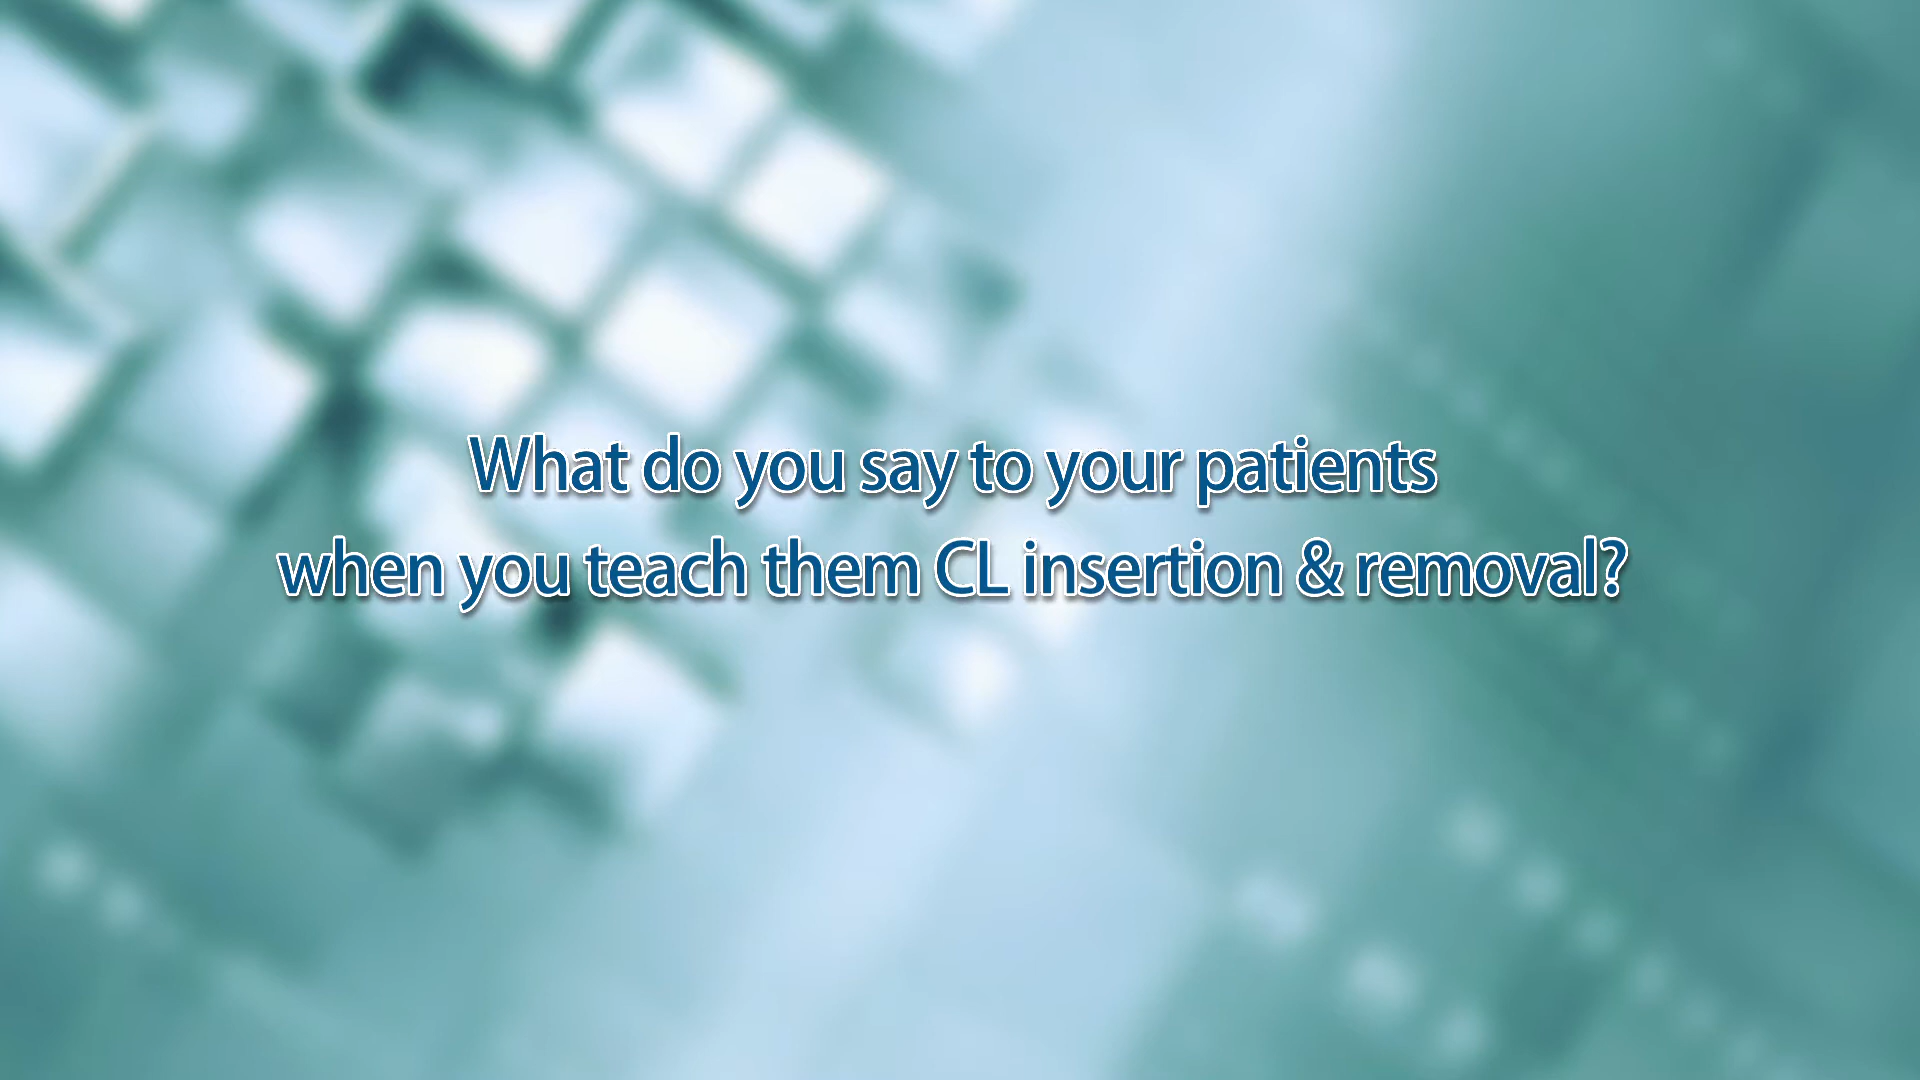 What do you say to your patients
when you teach them CL insertion & removal?